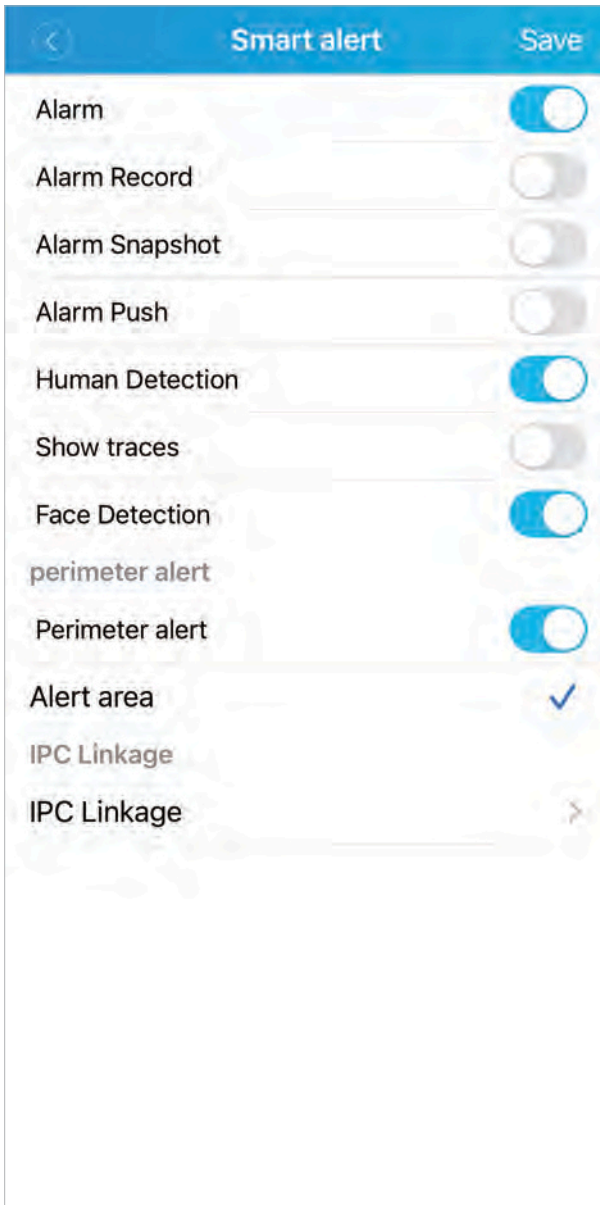 Smart alert Save
Alarm
Alarm Record
Alarm Snapshot
Alarm Push
Human Detection
Show traces
Face Detection
perimeter alert
Perimeter alert
Alert area
IPC Linkage
IPC Linkage